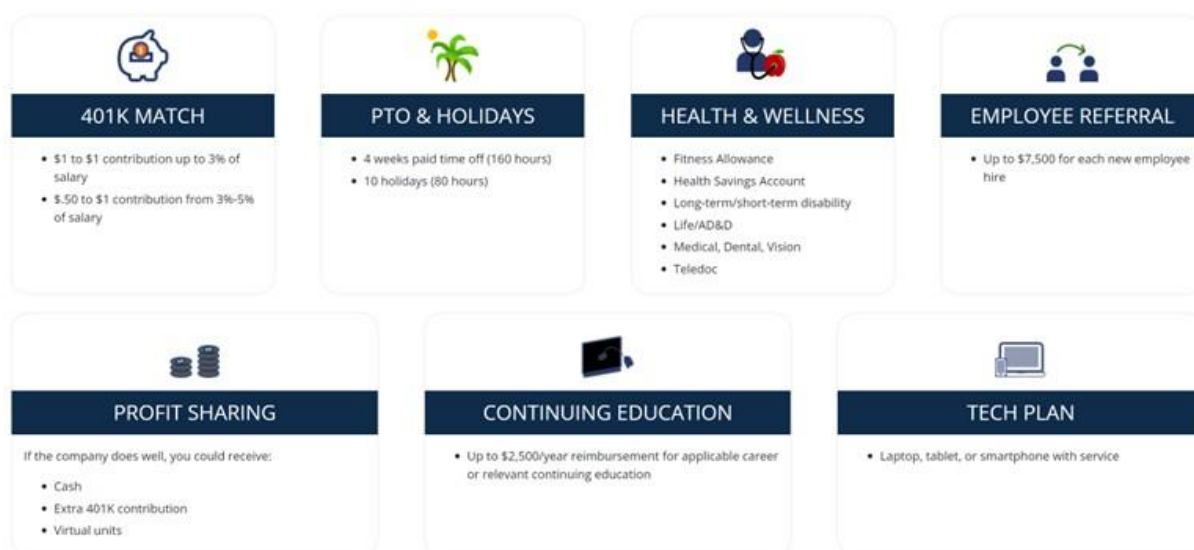 401K MATCH
• $1 to $1 contribution up to 3% of
salary
• $.50 to $1 contribution from 3%-5%
of salary
PTO & HOLIDAYS
• 4 weeks paid time off (160 hours)
• 10 holidays (80 hours)
HEALTH & WELLNESS
• Fitness Allowance
• Health Savings Account
• Long-term/short-term disability
• Life/AD&D
• Medical, Dental, Vision
• Teledoc
EMPLOYEE REFERRAL
• Up to $7,500 for each new employee
hire
PROFIT SHARING
If the company does well, you could receive:
• Cash
• Extra 401K contribution
• Virtual units
CONTINUING EDUCATION
• Up to $2,500/year reimbursement for applicable career
or relevant continuing education
TECH PLAN
• Laptop, tablet, or smartphone with service